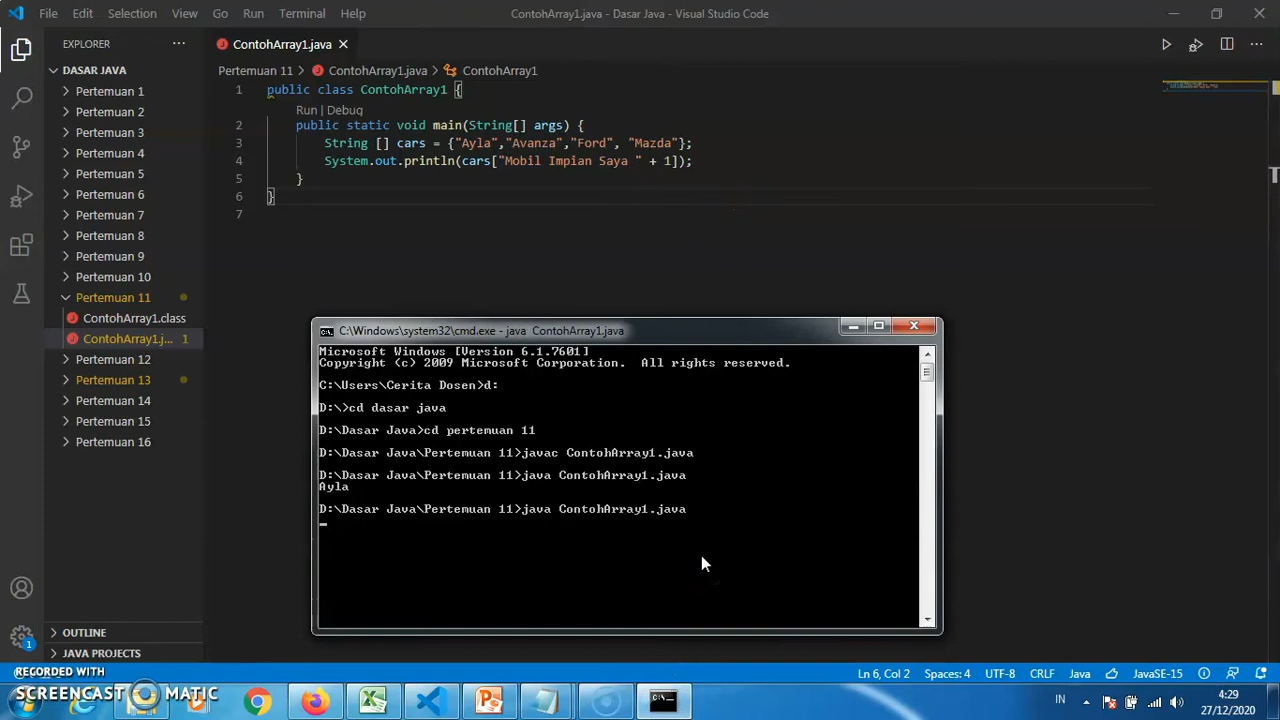 File Edit Selection View Go Run Terminal Help ContohArray1.java - Dasar Java - Visual Studio Code
EXPLORER
DASAR JAVA
Pertemuan 1
Pertemuan 2
Pertemuan 3
Pertemuan 4
Pertemuan 5
Pertemuan 6
Pertemuan 7
Pertemuan 8
Pertemuan 9
Pertemuan 10
Pertemuan 11
ContohArray1.class
ContohArray1.j... 1
Pertemuan 12
Pertemuan 13
Pertemuan 14
Pertemuan 15
Pertemuan 16
OUTLINE
JAVA PROJECTS
ContohArray1.java
Pertemuan 11 > ContohArray1.java > ContohArray1
1 public class ContohArray1 {
Run | Debug
2 public static void main(String[] args) {
3 String [] cars = {"Ayla","Avanza","Ford", "Mazda"};
4 System.out.println(cars["Mobil Impian Saya " + 1]);
5 }
6 }
7
C:\Windows\system32\cmd.exe - java ContohArray1.java
Microsoft Windows [Version 6.1.7601]
Copyright (c) 2009 Microsoft Corporation. All rights reserved.
C:\Users\Cerita Dosen>d:
D:\>cd dasar java
D:\Dasar Java>cd pertemuan 11
D:\Dasar Java\Pertemuan 11>javac ContohArray1.java
D:\Dasar Java\Pertemuan 11>java ContohArray1.java
Ayla
D:\Dasar Java\Pertemuan 11>java ContohArray1.java
1
Ln 6, Col 2 Spaces: 4 UTF-8 CRLF Java JavaSE-15
RECORDED WITH
SCREENCAST MATIC
IN 4:29
27/12/2020